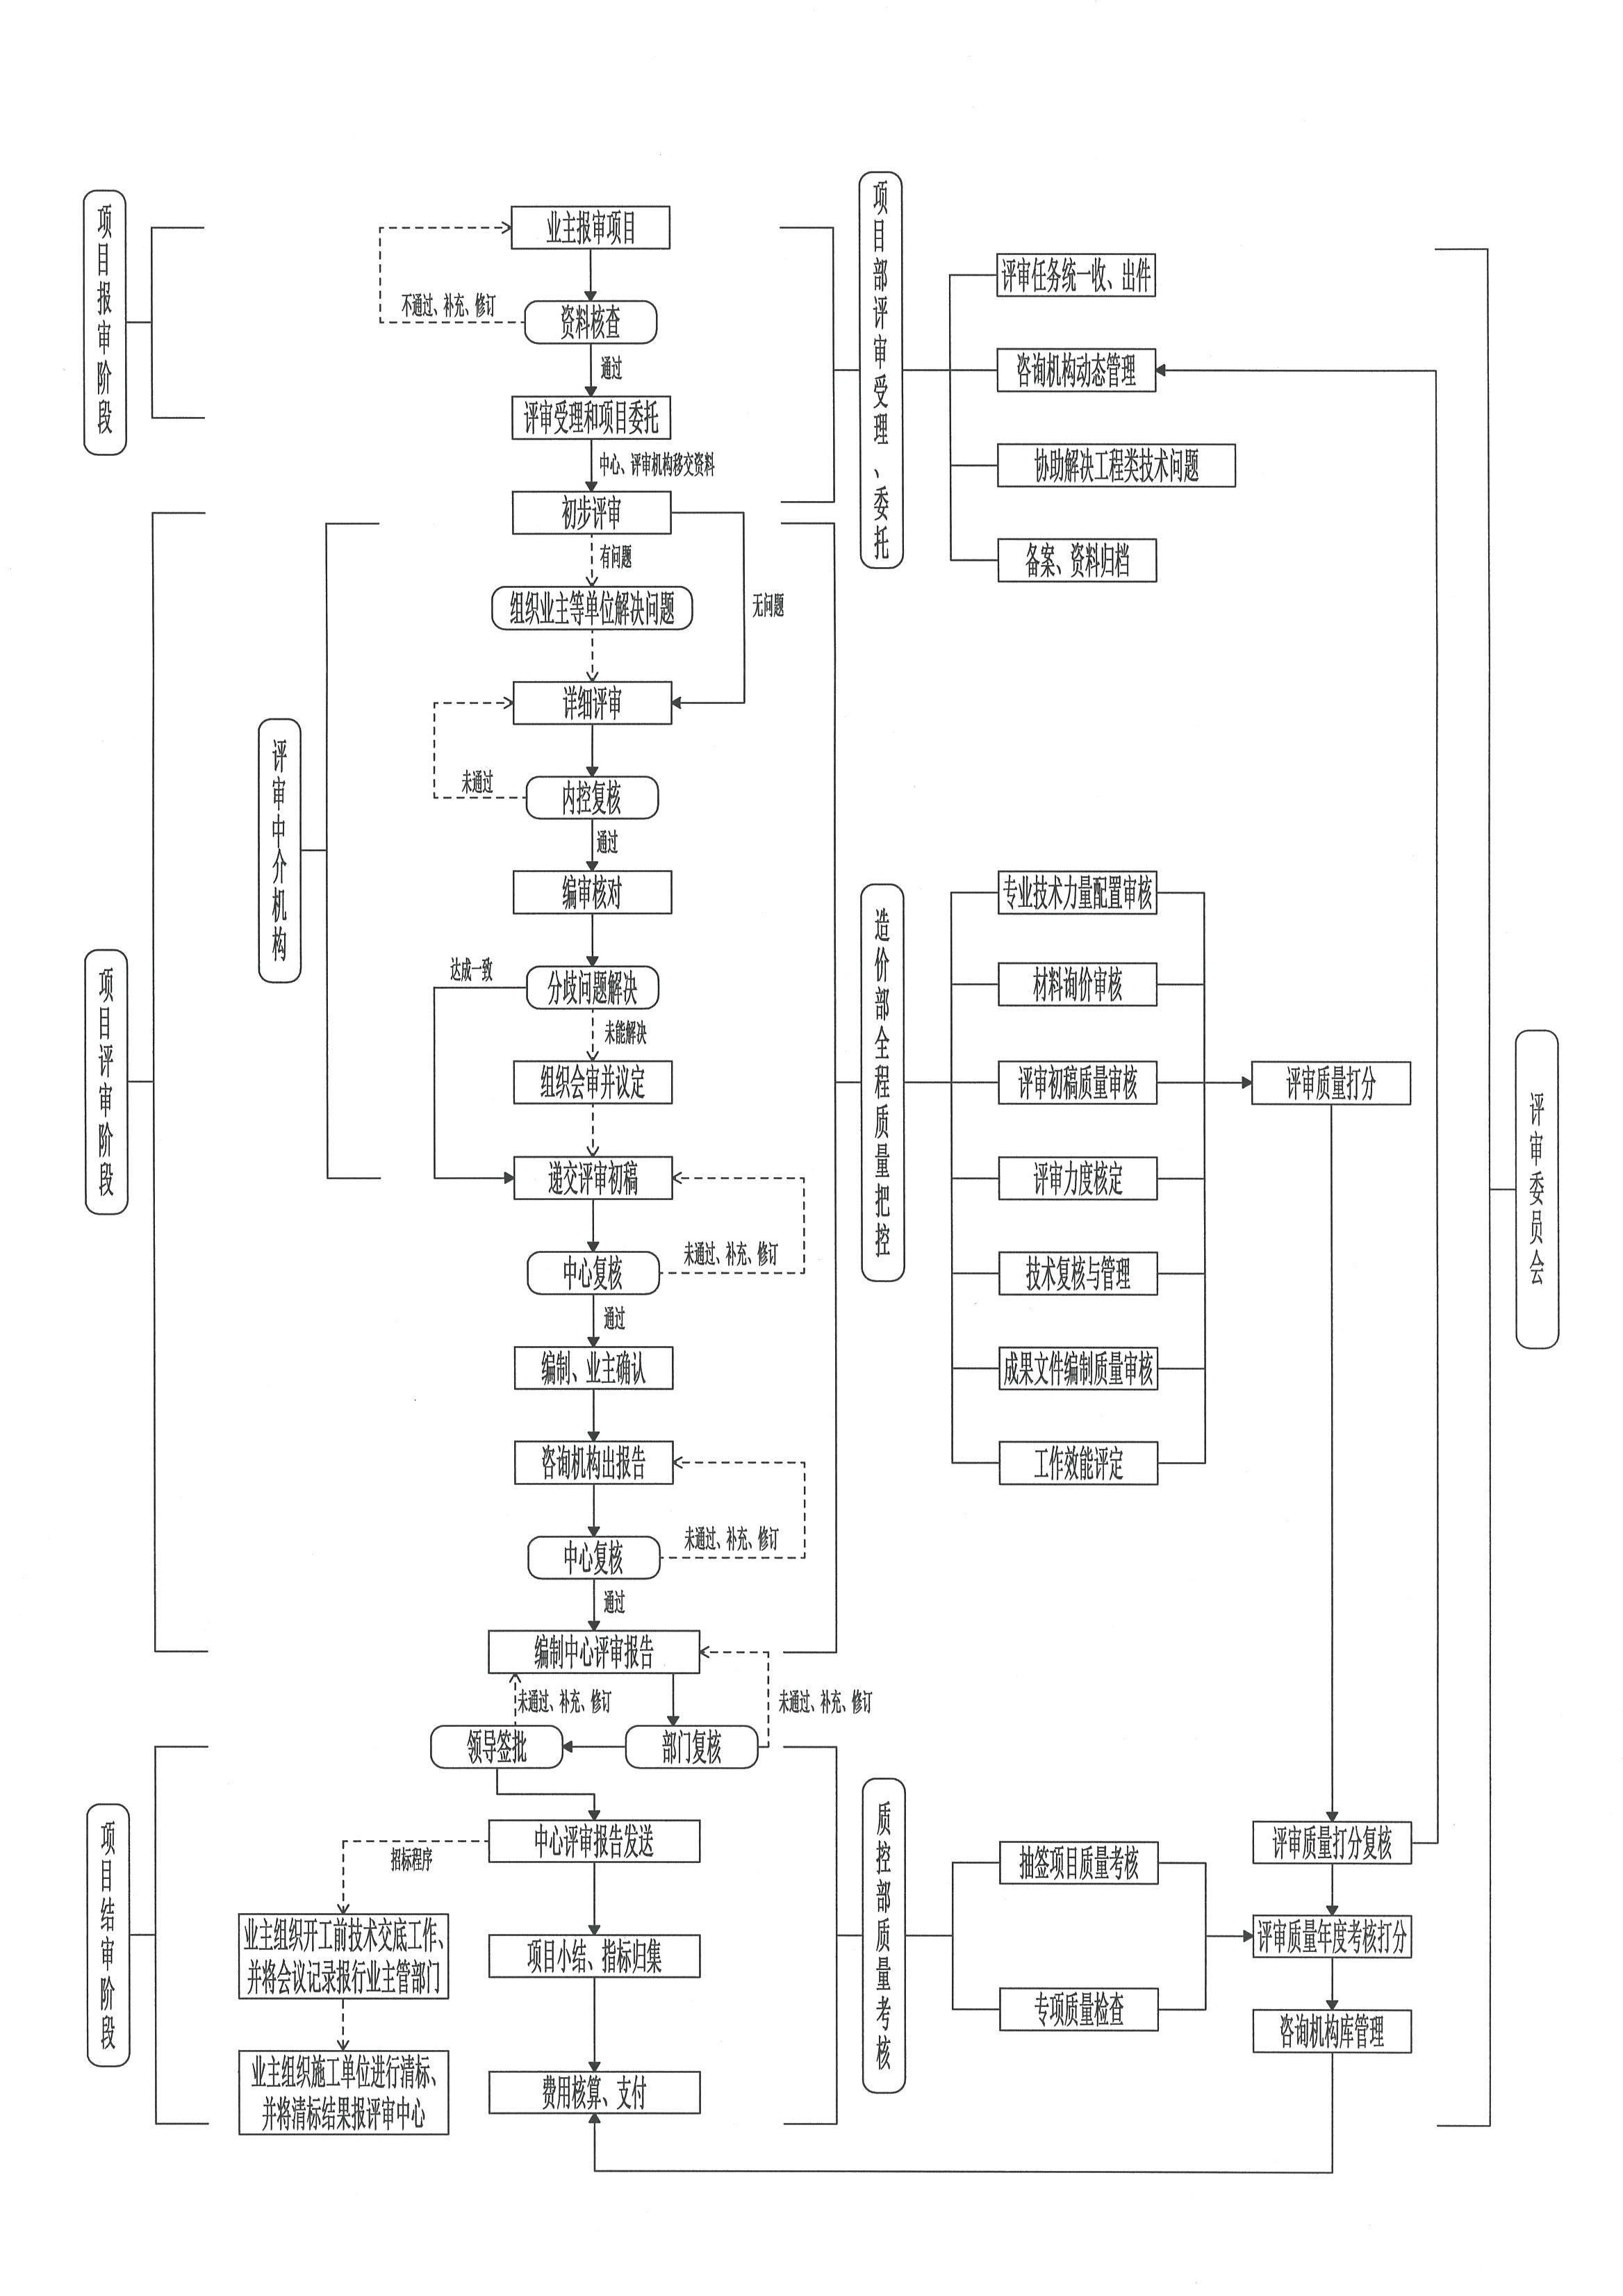 项目报审阶段
业主报审项目
不通过、补充、修订
资料核查
通过
评审受理和项目委托
中心、评审机构移交资料
项目部评审受理、委托
评审任务统一收、出件
咨询机构动态管理
协助解决工程类技术问题
备案、资料归档
项目评审阶段
评审中介机构
初步评审
有问题
无问题
组织业主等单位解决问题
详细评审
未通过
内控复核
通过
编审核对
达成一致
分歧问题解决
未能解决
组织会审并议定
递交评审初稿
未通过、补充、修订
中心复核
通过
编制、业主确认
咨询机构出报告
未通过、补充、修订
中心复核
通过
编制中心评审报告
造价部全程质量把控
专业技术力量配置审核
材料询价审核
评审初稿质量审核
评审力度核定
技术复核与管理
成果文件编制质量审核
工作效能评定
评审质量打分
评审委员会
未通过、补充、修订
未通过、补充、修订
领导签批
部门复核
项目结审阶段
中心评审报告发送
招标程序
业主组织开工前技术交底工作、
并将会议记录报行业主管部门
业主组织施工单位进行清标、
并将清标结果报评审中心
项目小结、指标归集
费用核算、支付
质控部质量考核
抽签项目质量考核
专项质量检查
评审质量打分复核
评审质量年度考核打分
咨询机构库管理